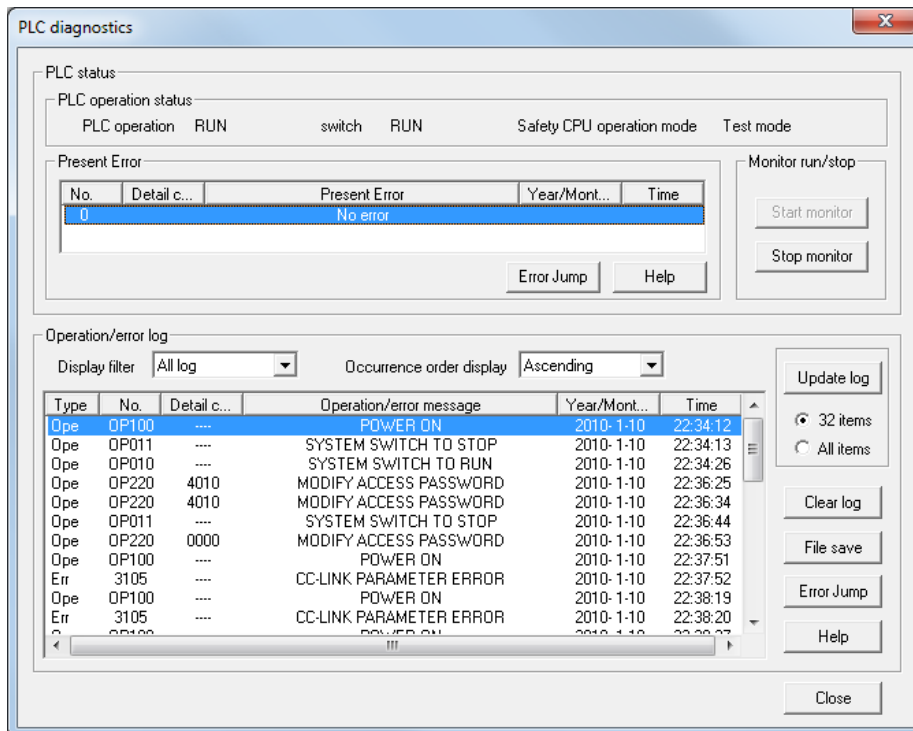 PLC diagnostics
PLC status
PLC operation status
PLC operation RUN switch RUN Safety CPU operation mode Test mode
Present Error
Monitor run/stop
No. Detail c... Present Error Year/Mont... Time
0 No error
Start monitor
Stop monitor
Error Jump Help
Operation/error log
Display filter All log Occurrence order display Ascending
Update log
32 items
All items
Type No. Detail c... Operation/error message Year/Mont... Time
Ope OP100 ---- POWER ON 2010- 1-10 22:34:12
Ope OP011 ---- SYSTEM SWITCH TO STOP 2010- 1-10 22:34:13
Ope OP010 ---- SYSTEM SWITCH TO RUN 2010- 1-10 22:34:26
Ope OP220 4010 MODIFY ACCESS PASSWORD 2010- 1-10 22:36:25
Ope OP220 4010 MODIFY ACCESS PASSWORD 2010- 1-10 22:36:34
Ope OP011 ---- SYSTEM SWITCH TO STOP 2010- 1-10 22:36:44
Ope OP220 0000 MODIFY ACCESS PASSWORD 2010- 1-10 22:36:53
Ope OP100 ---- POWER ON 2010- 1-10 22:37:51
Err 3105 ---- CC-LINK PARAMETER ERROR 2010- 1-10 22:37:52
Ope OP100 ---- POWER ON 2010- 1-10 22:38:19
Err 3105 ---- CC-LINK PARAMETER ERROR 2010- 1-10 22:38:20
Clear log
File save
Error Jump
Help
Close